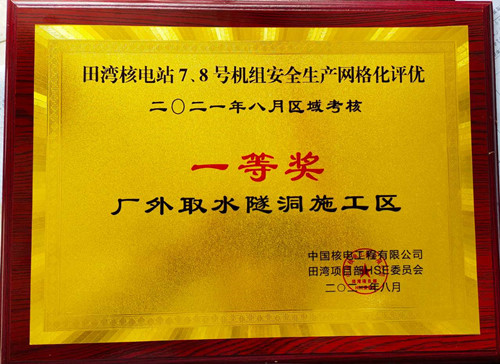 田湾核电站7、8号机组安全生产网格化评优
二〇二一年八月区域考核
一等奖
厂外取水隧洞施工区
中国核电工程有限公司
田湾项目部HSE委员会
二〇二一年八月